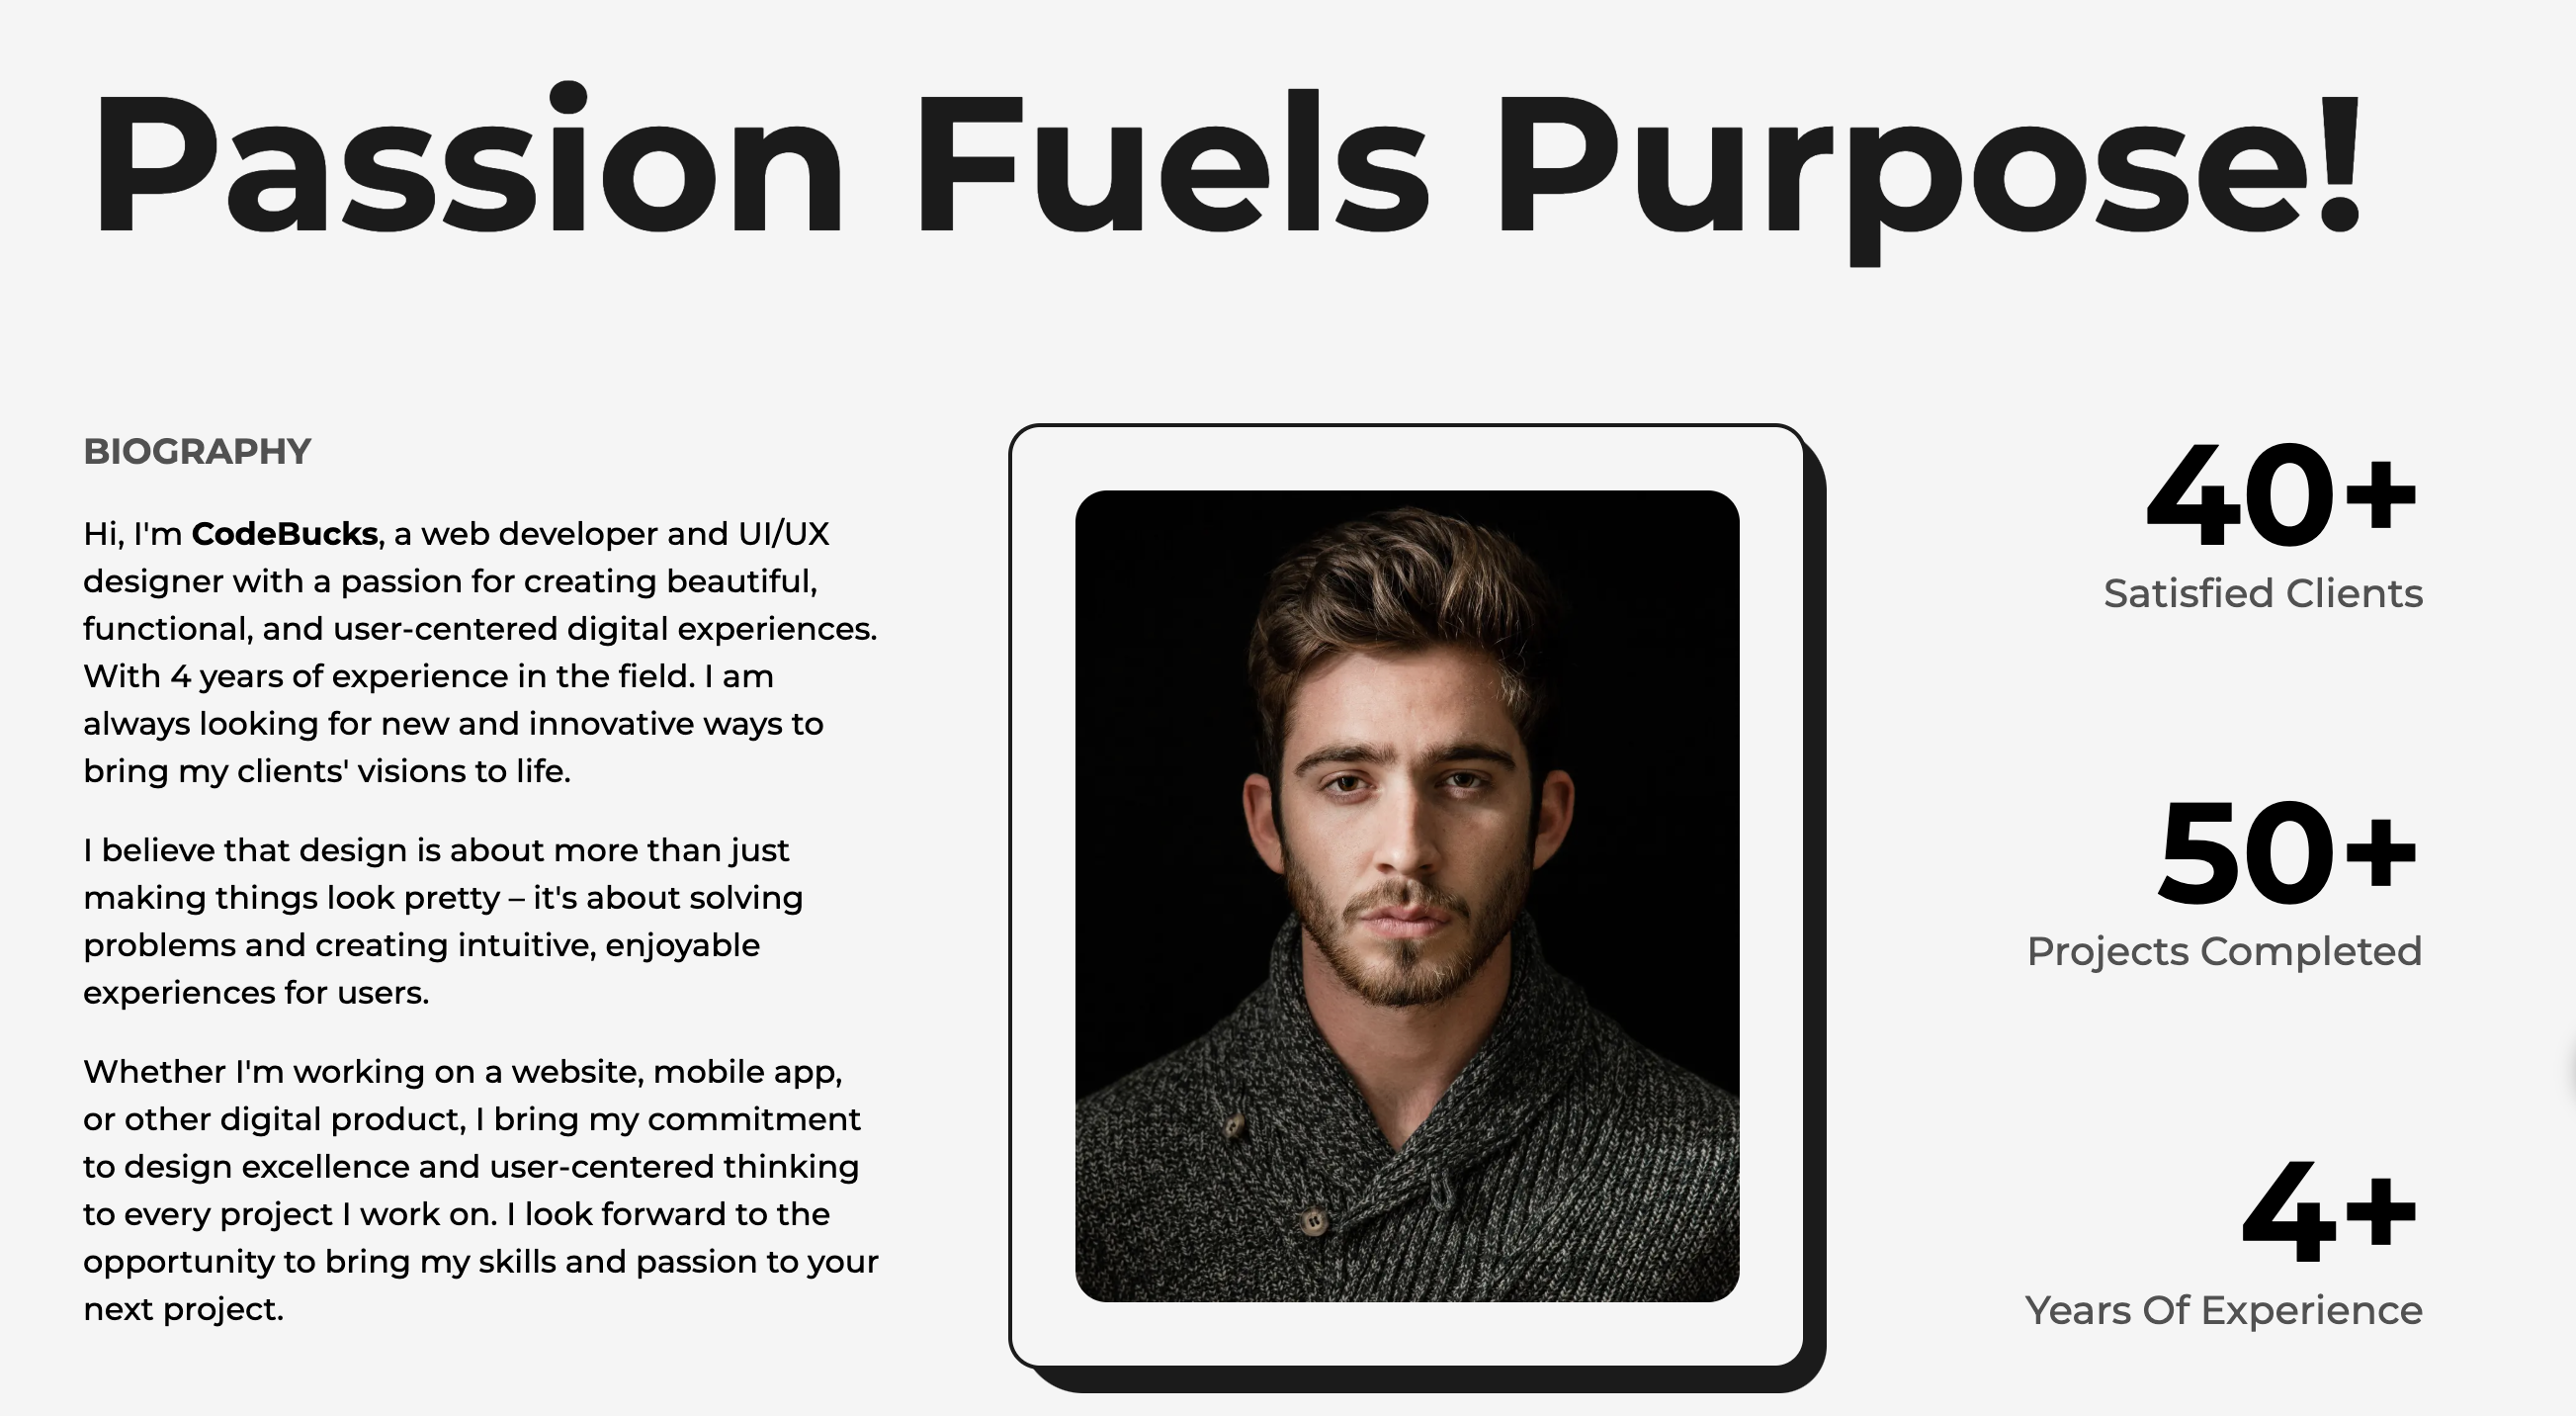 Passion Fuels Purpose!
BIOGRAPHY
Hi, I'm CodeBucks, a web developer and UI/UX
designer with a passion for creating beautiful,
functional, and user-centered digital experiences.
With 4 years of experience in the field. I am
always looking for new and innovative ways to
bring my clients' visions to life.
I believe that design is about more than just
making things look pretty – it's about solving
problems and creating intuitive, enjoyable
experiences for users.
Whether I'm working on a website, mobile app,
or other digital product, I bring my commitment
to design excellence and user-centered thinking
to every project I work on. I look forward to the
opportunity to bring my skills and passion to your
next project.
40+
Satisfied Clients
50+
Projects Completed
4+
Years Of Experience